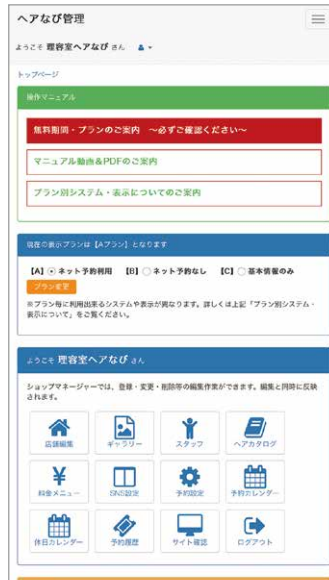 ヘアなび管理
ようこそ 理容室ヘアなび さん
トップページ
操作マニュアル
無料期間・プランのご案内 ～必ずご確認ください～
マニュアル動画&PDFのご案内
プラン別システム・表示についてのご案内
現在の表示プランは【Aプラン】となります
【A】 ネット予約利用 【B】 ネット予約なし 【C】 基本情報のみ
プラン変更
※プラン毎に利用出来るシステムや表示が異なります。詳しくは上記「プラン別システム・
表示について」をご覧ください。
ようこそ 理容室ヘアなび さん
ショップマネージャーでは、登録・変更・削除等の編集作業ができます。編集と同時に反映
されます。
店舗編集 ギャラリー スタッフ ヘアカタログ
料金メニュー SNS設定 予約設定 予約カレンダー
休日カレンダー 予約履歴 サイト確認 ログアウト